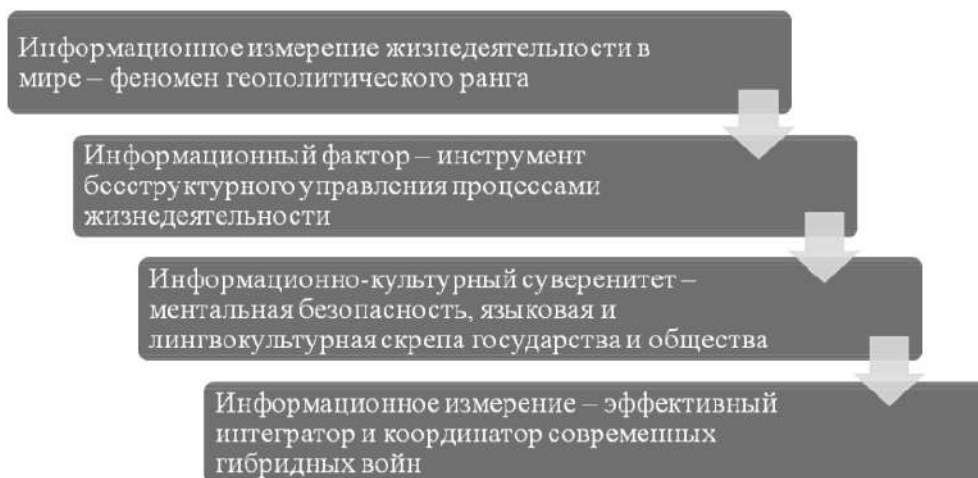 Информационное измерение жизнедеятельности в
мире – феномен геополитического ранга
Информационный фактор – инструмент
бесструктурного управления процессами
жизнедеятельности
Информационно-культурный суверенитет –
ментальная безопасность, языковая и
лингвокультурная скрепа государства и общества
Информационное измерение – эффективный
интегратор и координатор современных
гибридных войн